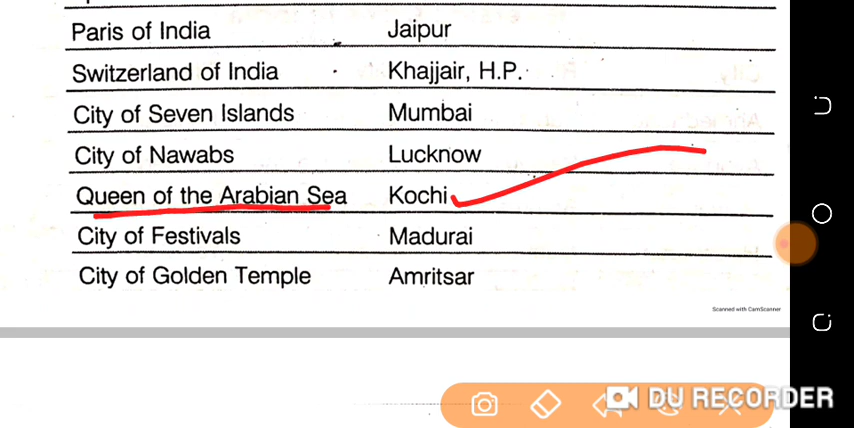 Paris of India Jaipur
Switzerland of India Khajjair, H.P.
City of Seven Islands Mumbai
City of Nawabs Lucknow
Queen of the Arabian Sea Kochi
City of Festivals Madurai
City of Golden Temple Amritsar
Scanned with CamScanner
DU RECORDER